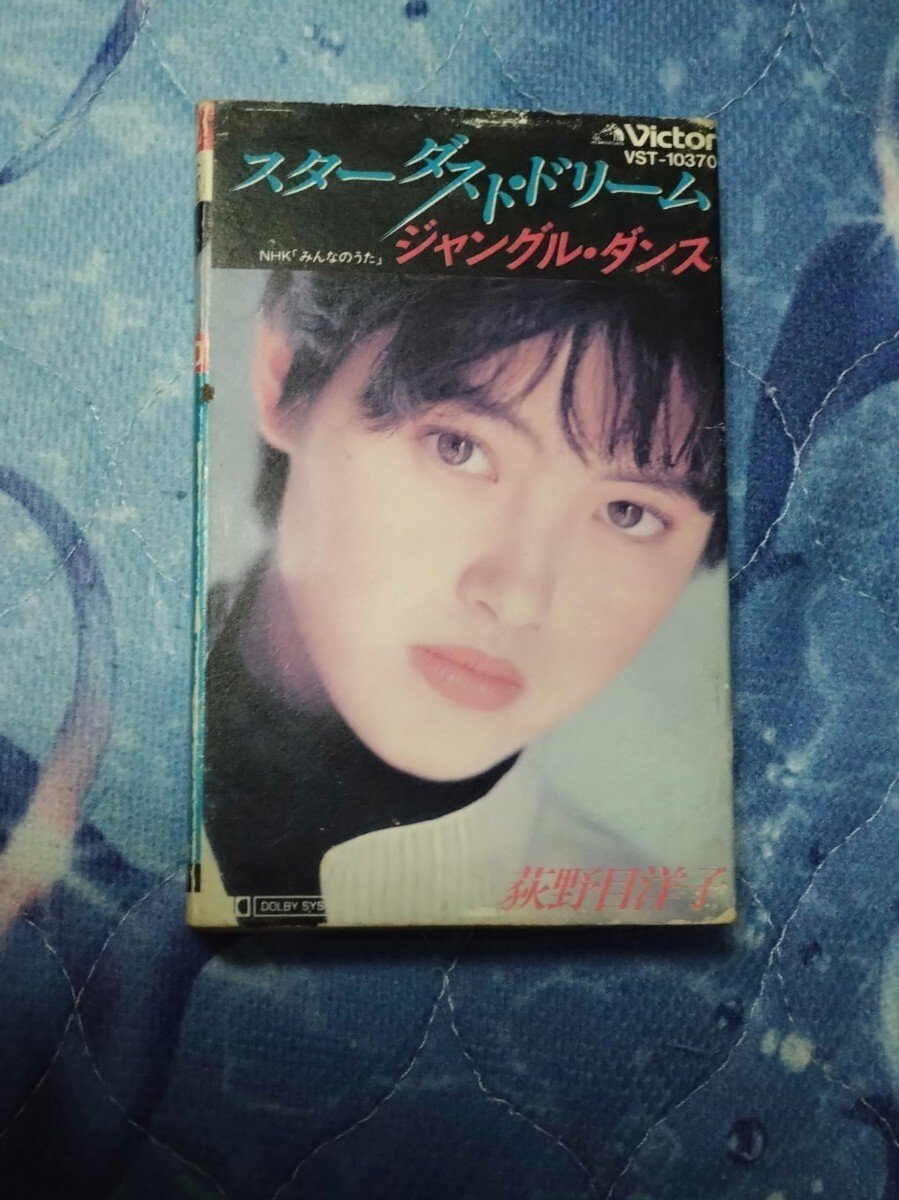 Victor
VST-10370
スターダスト・ドリーム
NHK「みんなのうた」 ジャングル・ダンス
荻野目洋子
DOLBY SYS